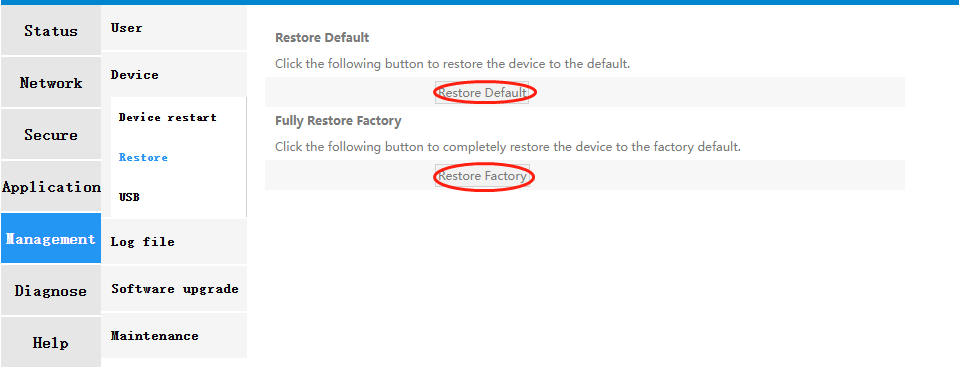 Status
Network
Secure
Application
Management
Diagnose
Help
User
Device
Device restart
Restore
USB
Log file
Software upgrade
Maintenance
Restore Default
Click the following button to restore the device to the default.
Restore Default
Fully Restore Factory
Click the following button to completely restore the device to the factory default.
Restore Factory